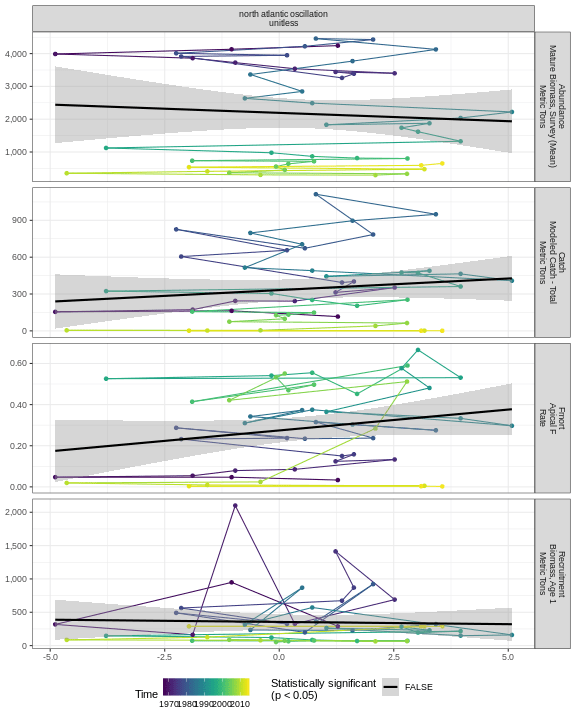 north atlantic oscillation
unitless
4,000
3,000
2,000
1,000
Abundance
Mature Biomass, Survey (Mean)
Metric Tons
900
600
300
0
Catch
Modeled Catch - Total
Metric Tons
0.60
0.40
0.20
0.00
Fmort
Apical F
Rate
2,000
1,500
1,000
500
0
Recruitment
Biomass, Age 1
Metric Tons
-5.0 -2.5 0.0 2.5 5.0
Time
1970 1980 1990 2000 2010
Statistically significant
(p < 0.05)
FALSE